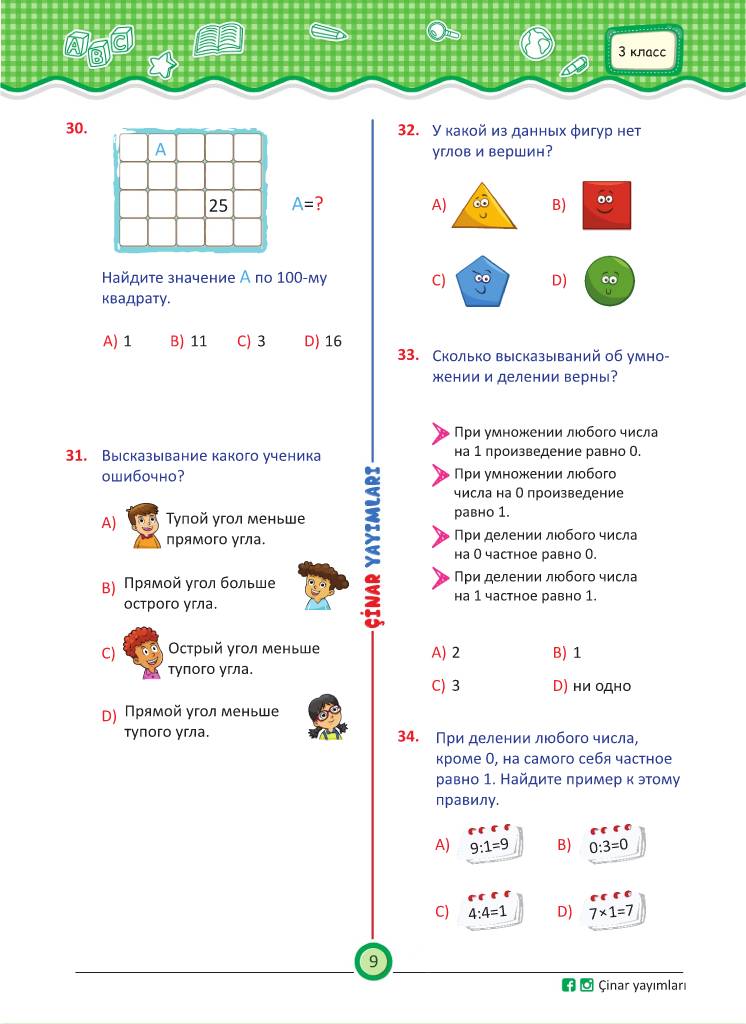 ABC
3 класс
30.
A
25
A=?
Найдите значение A по 100-му
квадрату.
A) 1 B) 11 C) 3 D) 16
31. Высказывание какого ученика
ошибочно?
A) Тупой угол меньше
прямого угла.
B) Прямой угол больше
острого угла.
C) Острый угол меньше
тупого угла.
D) Прямой угол меньше
тупого угла.
ÇİNAR YAYIMLARI
32. У какой из данных фигур нет
углов и вершин?
A) B)
C) D)
33. Сколько высказываний об умно-
жении и делении верны?
При умножении любого числа
на 1 произведение равно 0.
При умножении любого
числа на 0 произведение
равно 1.
При делении любого числа
на 0 частное равно 0.
При делении любого числа
на 1 частное равно 1.
A) 2 B) 1
C) 3 D) ни одно
34. При делении любого числа,
кроме 0, на самого себя частное
равно 1. Найдите пример к этому
правилу.
A) 9:1=9 B) 0:3=0
C) 4:4=1 D) 7×1=7
9
Çinar yayımları